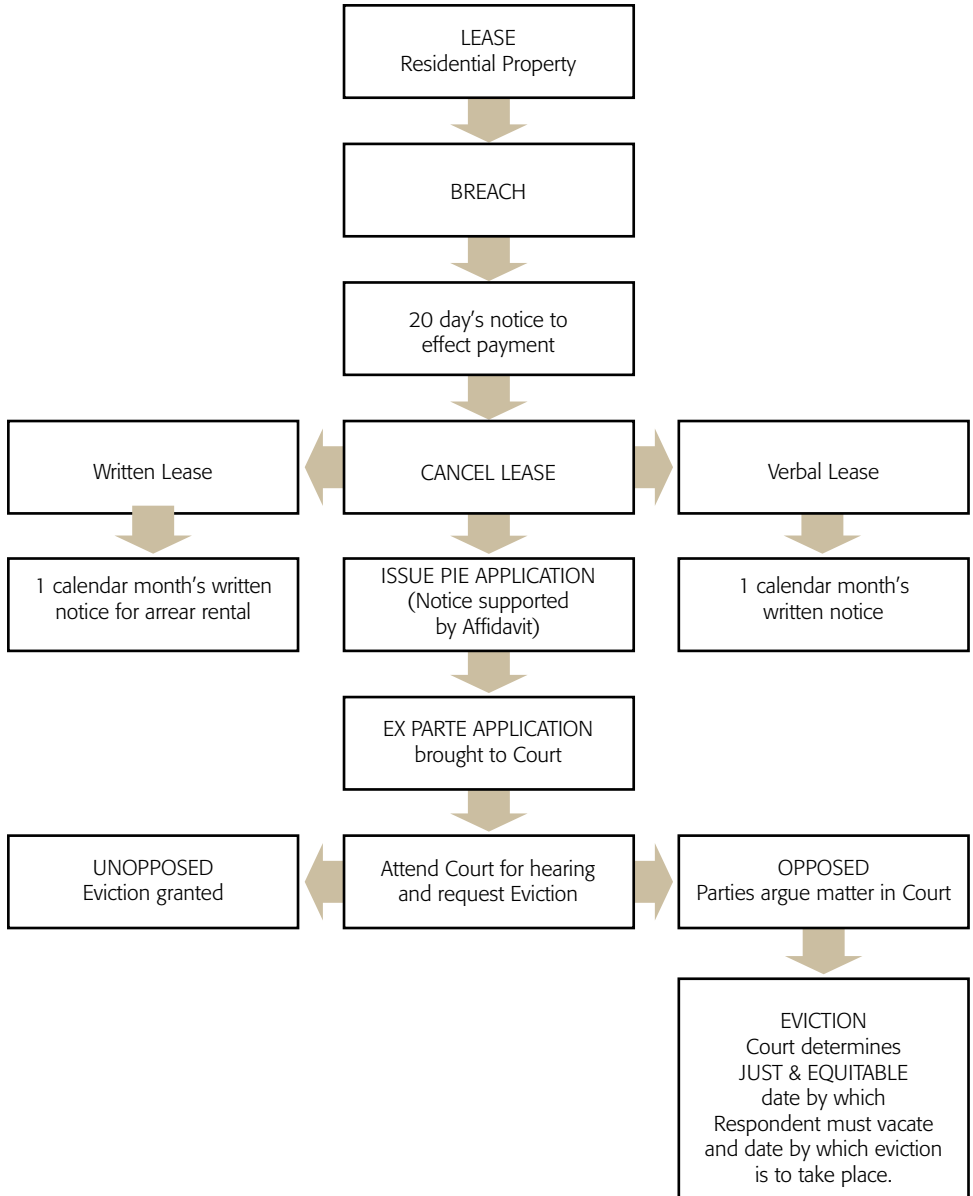 LEASE
Residential Property
BREACH
20 day's notice to
effect payment
Written Lease
CANCEL LEASE
Verbal Lease
1 calendar month's written
notice for arrear rental
ISSUE PIE APPLICATION
(Notice supported
by Affidavit)
1 calendar month's
written notice
EX PARTE APPLICATION
brought to Court
UNOPPOSED
Eviction granted
Attend Court for hearing
and request Eviction
OPPOSED
Parties argue matter in Court
EVICTION
Court determines
JUST & EQUITABLE
date by which
Respondent must vacate
and date by which eviction
is to take place.